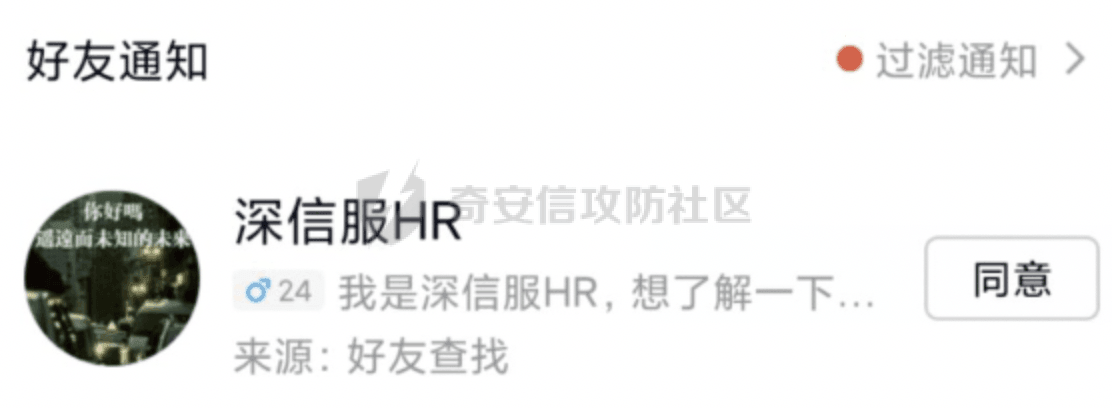 好友通知
过滤通知
奇安信攻防社区
你好嗎
遥遠而未知的未来
深信服HR
24 我是深信服HR，想了解一下...
同意
来源：好友查找